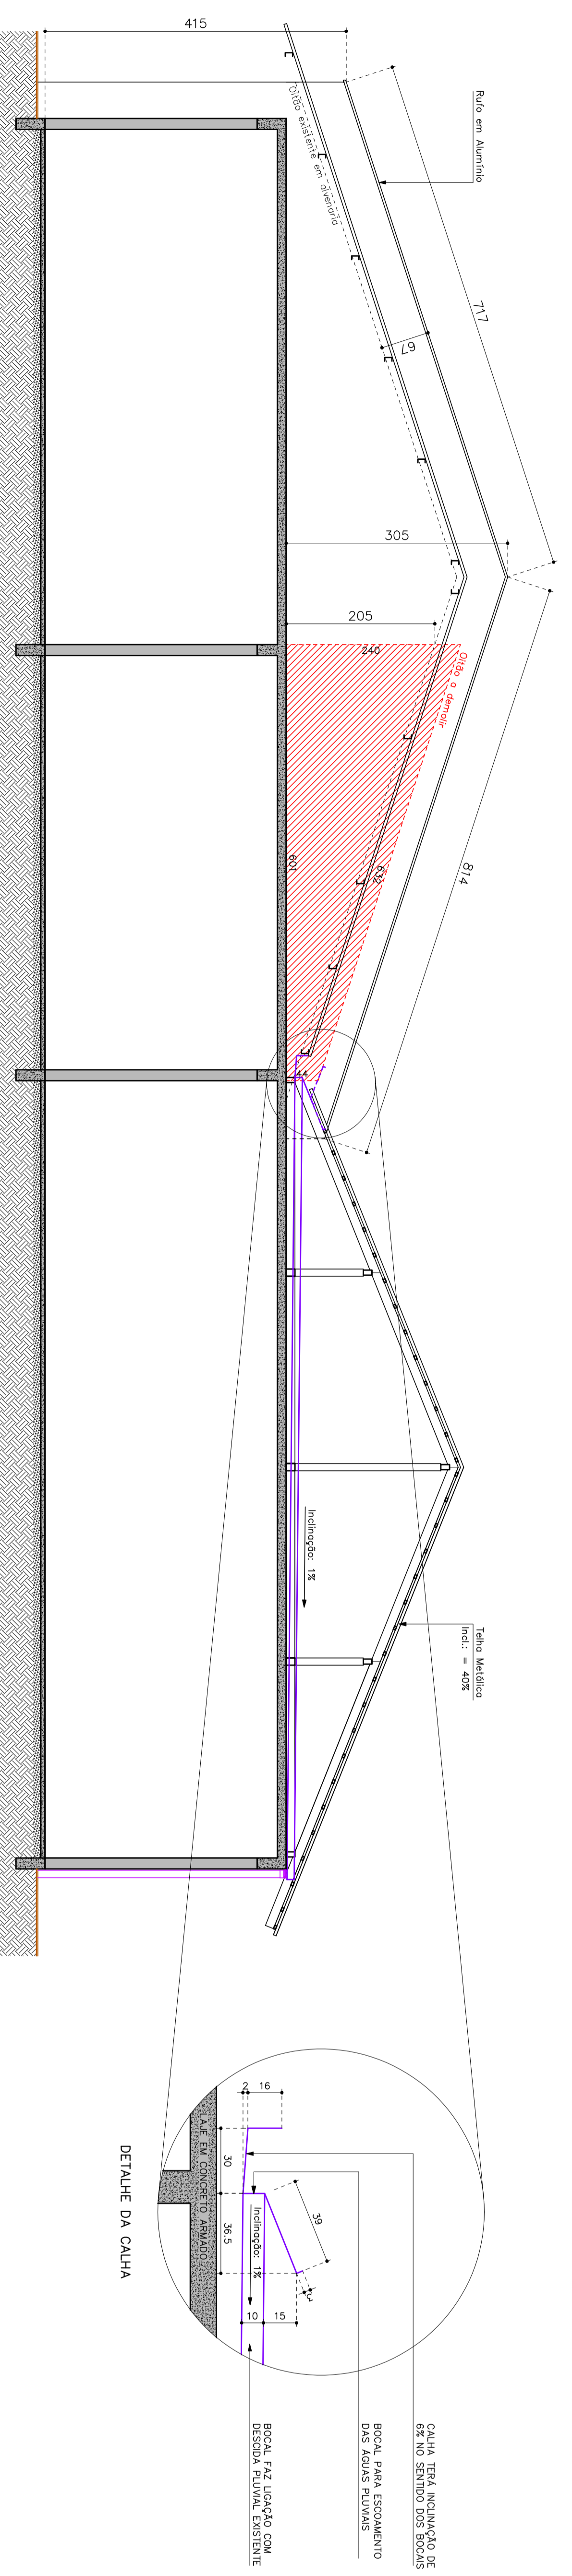 415
Rufo em Alumínio
Oitão existente em alvenaria
717
67
305
205
240
Oitão a demolir
601
632
814
44
Inclinação: 1%
Telha Metálica
Incl.: = 40%
DETALHE DA CALHA
2
16
30
36.5
39
3
10
15
Inclinação: 1%
LAJE EM CONCRETO ARMADO
CALHA TERÁ INCLINAÇÃO DE
6% NO SENTIDO DOS BOCAIS
BOCAL PARA ESCOAMENTO
DAS ÁGUAS PLUVIAIS
BOCAL FAZ LIGAÇÃO COM
DESCIDA PLUVIAL EXISTENTE